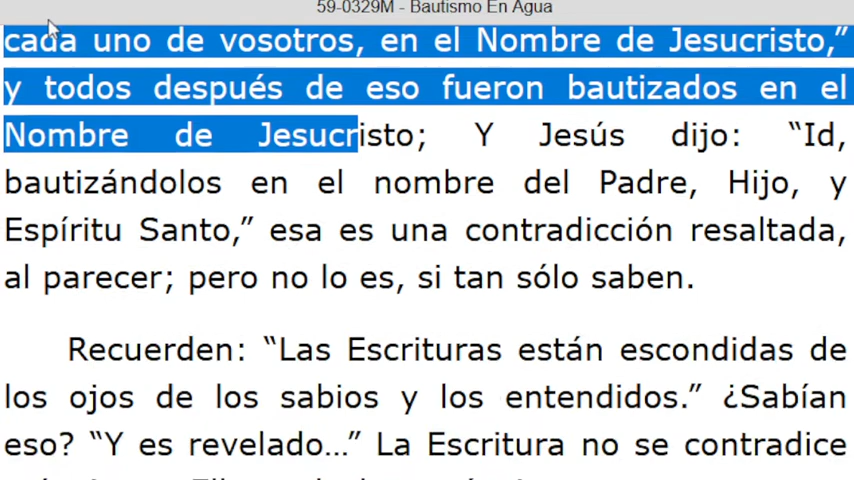 59-0329M - Bautismo En Agua
cada uno de vosotros, en el Nombre de Jesucristo,”
y todos después de eso fueron bautizados en el
Nombre de Jesucristo; Y Jesús dijo: “Id,
bautizándolos en el nombre del Padre, Hijo, y
Espíritu Santo,” esa es una contradicción resaltada,
al parecer; pero no lo es, si tan sólo saben.
Recuerden: “Las Escrituras están escondidas de
los ojos de los sabios y los entendidos.” ¿Sabían
eso? “Y es revelado…” La Escritura no se contradice